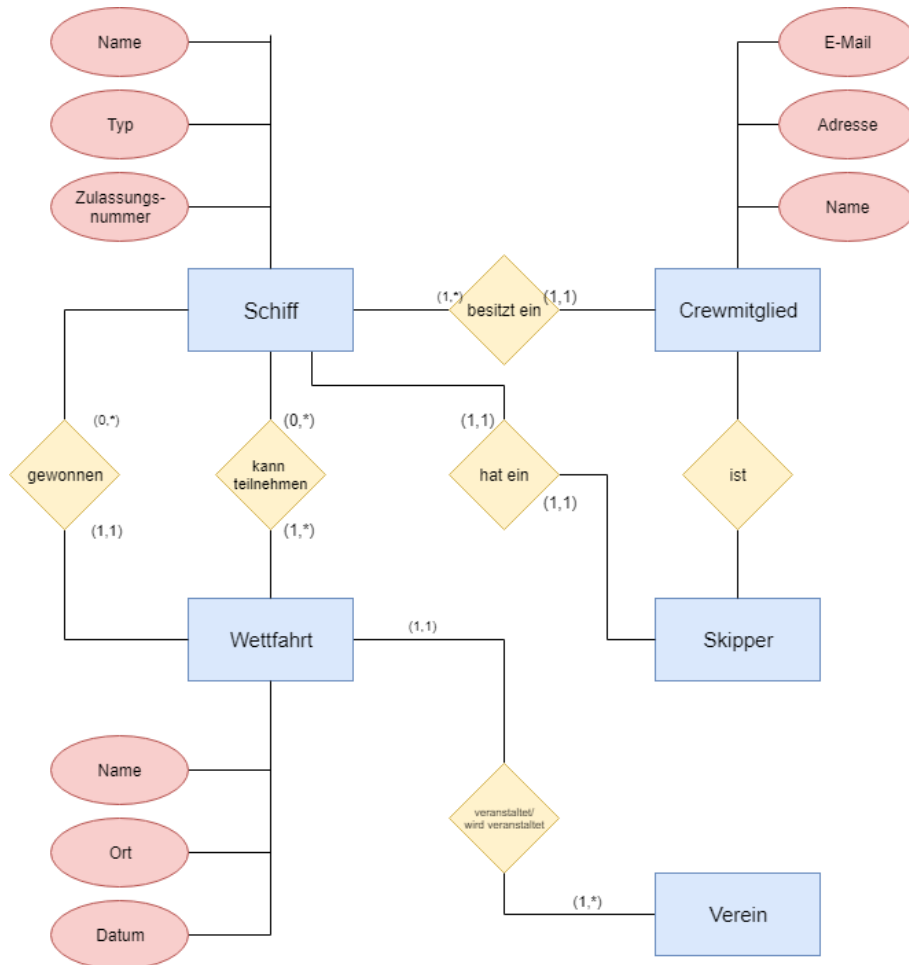 Name
E-Mail
Typ
Adresse
Zulassungs-
nummer
Name
Schiff
(1,*)
besitzt ein
(1,1)
Crewmitglied
(0,*)
(0,*)
(1,1)
gewonnen
kann
teilnehmen
hat ein
ist
(1,1)
(1,*)
(1,1)
Wettfahrt
(1,1)
Skipper
Name
veranstaltet/
wird veranstaltet
Ort
(1,*)
Verein
Datum